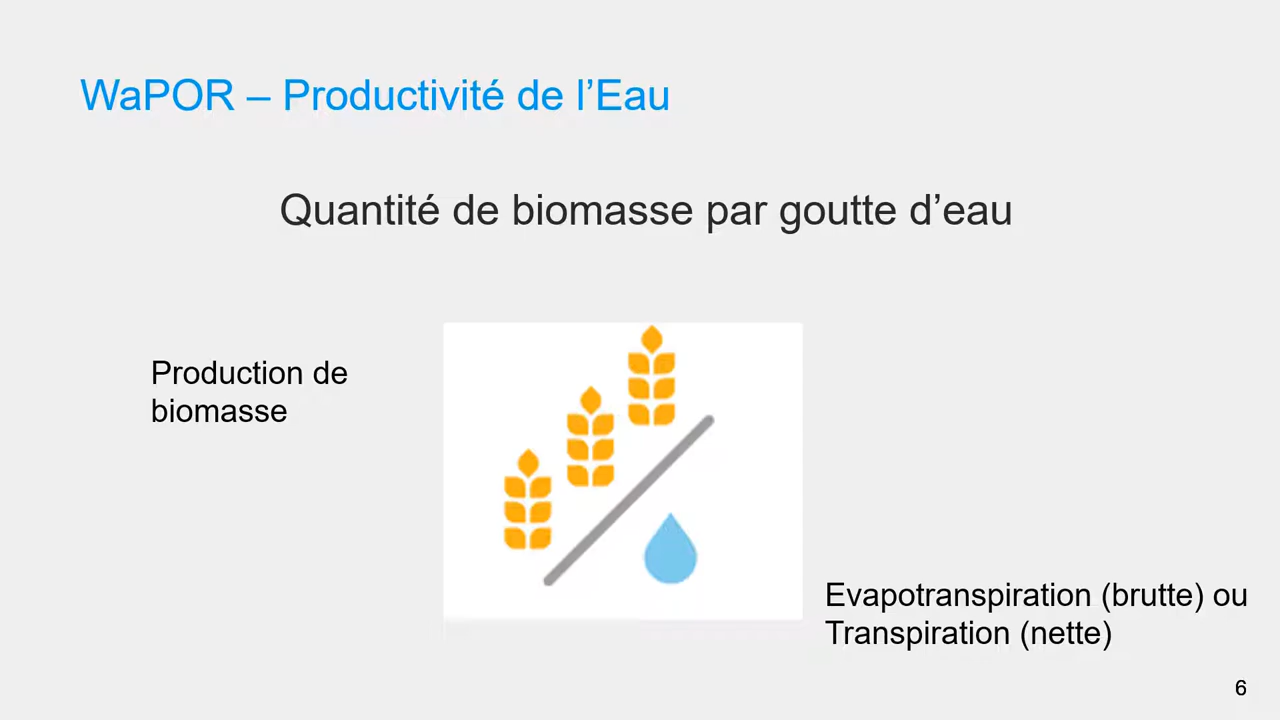 WaPOR – Productivité de l’Eau
Quantité de biomasse par goutte d’eau
Production de
biomasse
Evapotranspiration (brutte) ou
Transpiration (nette)
6